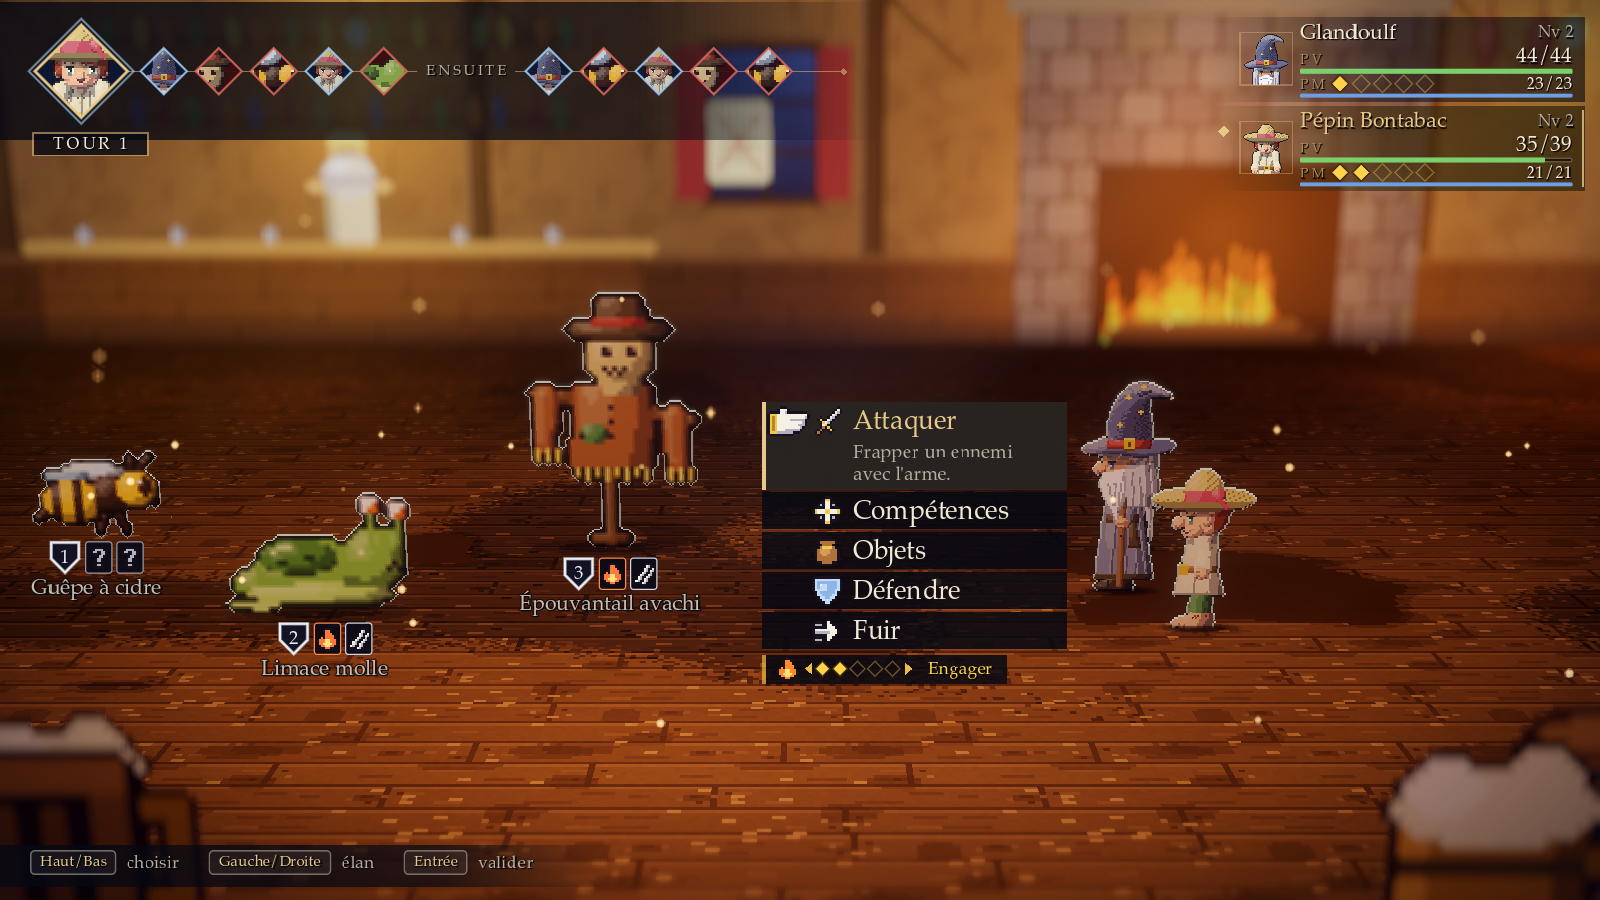 ENSUITE
TOUR 1
Glandoulf
Nv 2
PV
44/44
PM
23/23
Pépin Bontabac
Nv 2
PV
35/39
PM
21/21
Attaquer
Frapper un ennemi
avec l'arme.
Compétences
Objets
Défendre
Fuir
Engager
1 ? ?
Guêpe à cidre
2
Limace molle
3
Épouvantail avachi
Haut/Bas choisir Gauche/Droite élan Entrée valider